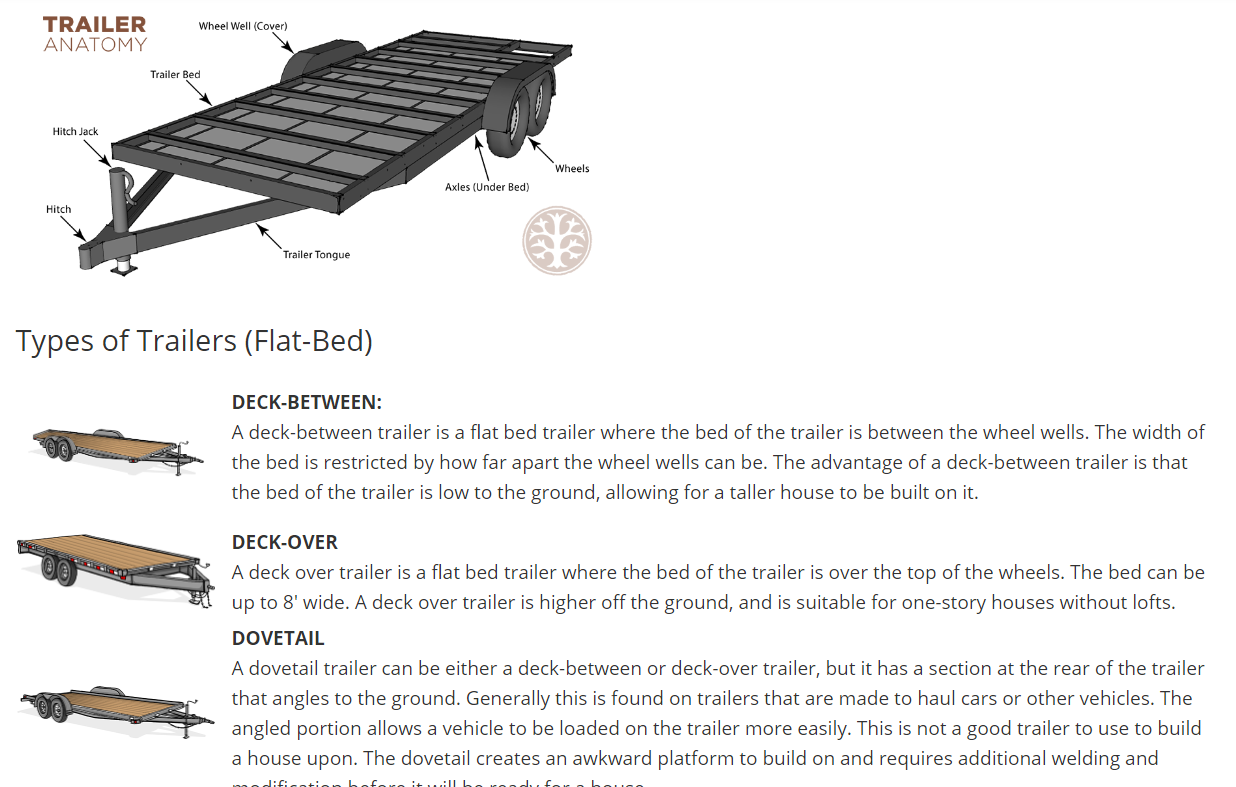 TRAILER
ANATOMY
Wheel Well (Cover)
Trailer Bed
Hitch Jack
Wheels
Axles (Under Bed)
Hitch
Trailer Tongue
Types of Trailers (Flat-Bed)
DECK-BETWEEN:
A deck-between trailer is a flat bed trailer where the bed of the trailer is between the wheel wells. The width of
the bed is restricted by how far apart the wheel wells can be. The advantage of a deck-between trailer is that
the bed of the trailer is low to the ground, allowing for a taller house to be built on it.
DECK-OVER
A deck over trailer is a flat bed trailer where the bed of the trailer is over the top of the wheels. The bed can be
up to 8' wide. A deck over trailer is higher off the ground, and is suitable for one-story houses without lofts.
DOVETAIL
A dovetail trailer can be either a deck-between or deck-over trailer, but it has a section at the rear of the trailer
that angles to the ground. Generally this is found on trailers that are made to haul cars or other vehicles. The
angled portion allows a vehicle to be loaded on the trailer more easily. This is not a good trailer to use to build
a house upon. The dovetail creates an awkward platform to build on and requires additional welding and
modification before it will be ready for a house.